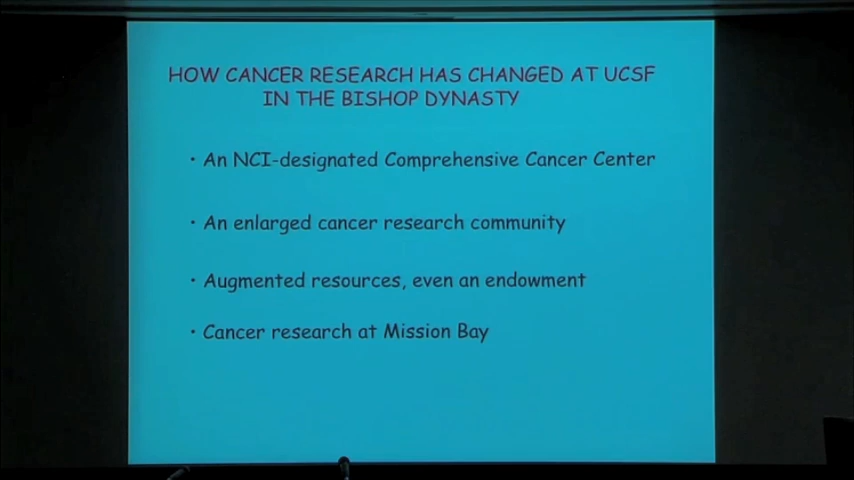 HOW CANCER RESEARCH HAS CHANGED AT UCSF
IN THE BISHOP DYNASTY
• An NCI-designated Comprehensive Cancer Center
• An enlarged cancer research community
• Augmented resources, even an endowment
• Cancer research at Mission Bay